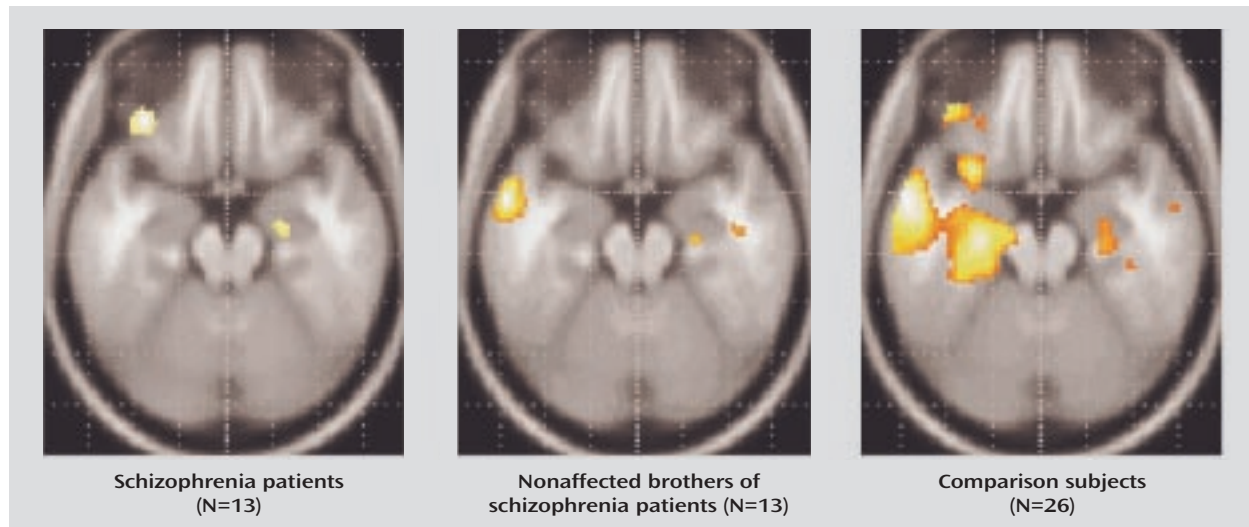 Schizophrenia patients
(N=13)
Nonaffected brothers of
schizophrenia patients (N=13)
Comparison subjects
(N=26)